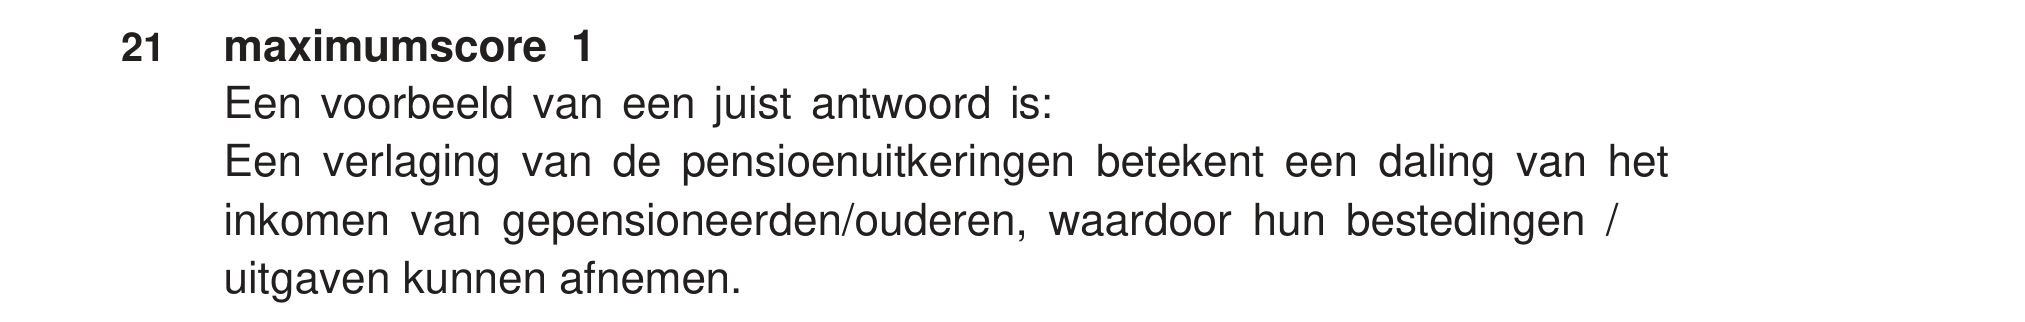 21 maximumscore 1
Een voorbeeld van een juist antwoord is:
Een verlaging van de pensioenuitkeringen betekent een daling van het
inkomen van gepensioneerden/ouderen, waardoor hun bestedingen /
uitgaven kunnen afnemen.